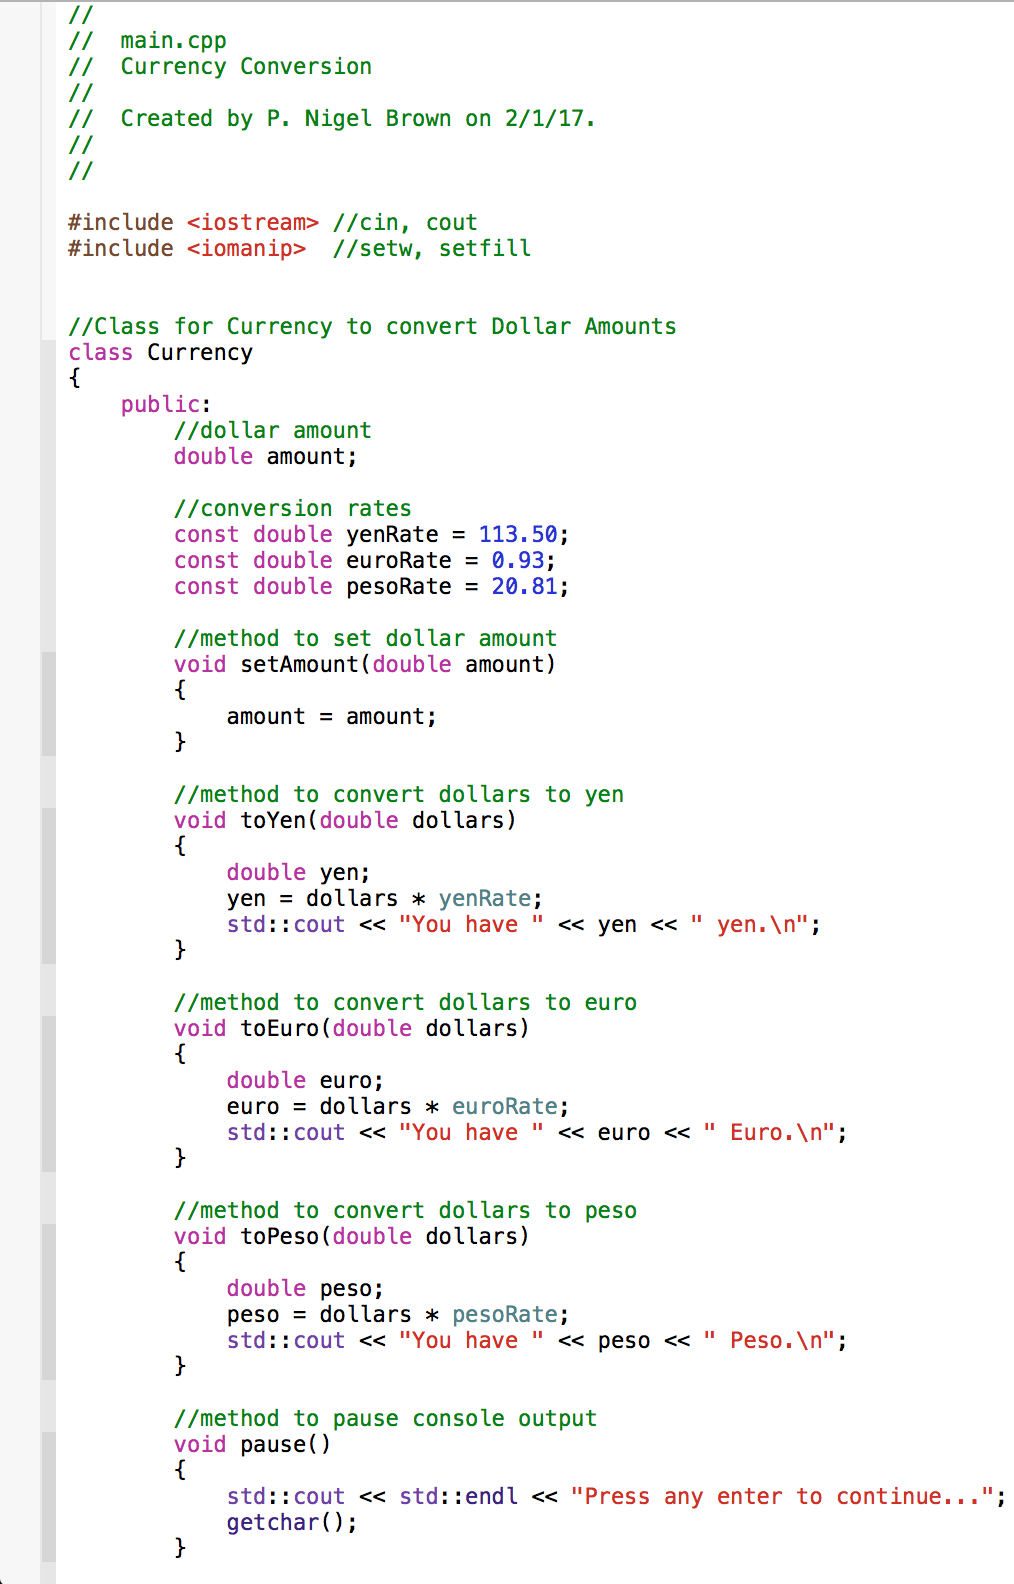 //
//  main.cpp
//  Currency Conversion
//
//  Created by P. Nigel Brown on 2/1/17.
//
//
#include <iostream> //cin, cout
#include <iomanip>  //setw, setfill
//Class for Currency to convert Dollar Amounts
class Currency
{
    public:
        //dollar amount
        double amount;
        //conversion rates
        const double yenRate = 113.50;
        const double euroRate = 0.93;
        const double pesoRate = 20.81;
        //method to set dollar amount
        void setAmount(double amount)
        {
            amount = amount;
        }
        //method to convert dollars to yen
        void toYen(double dollars)
        {
            double yen;
            yen = dollars * yenRate;
            std::cout << "You have " << yen << " yen.\n";
        }
        //method to convert dollars to euro
        void toEuro(double dollars)
        {
            double euro;
            euro = dollars * euroRate;
            std::cout << "You have " << euro << " Euro.\n";
        }
        //method to convert dollars to peso
        void toPeso(double dollars)
        {
            double peso;
            peso = dollars * pesoRate;
            std::cout << "You have " << peso << " Peso.\n";
        }
        //method to pause console output
        void pause()
        {
            std::cout << std::endl << "Press any enter to continue...";
            getchar();
        }